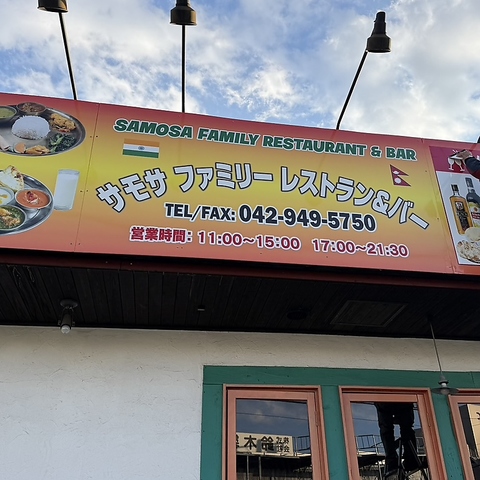 SAMOSA FAMILY RESTAURANT & BAR
サモサ ファミリー レストラン&バー
TEL/FAX: 042-949-5750
営業時間: 11:00〜15:00 17:00〜21:30